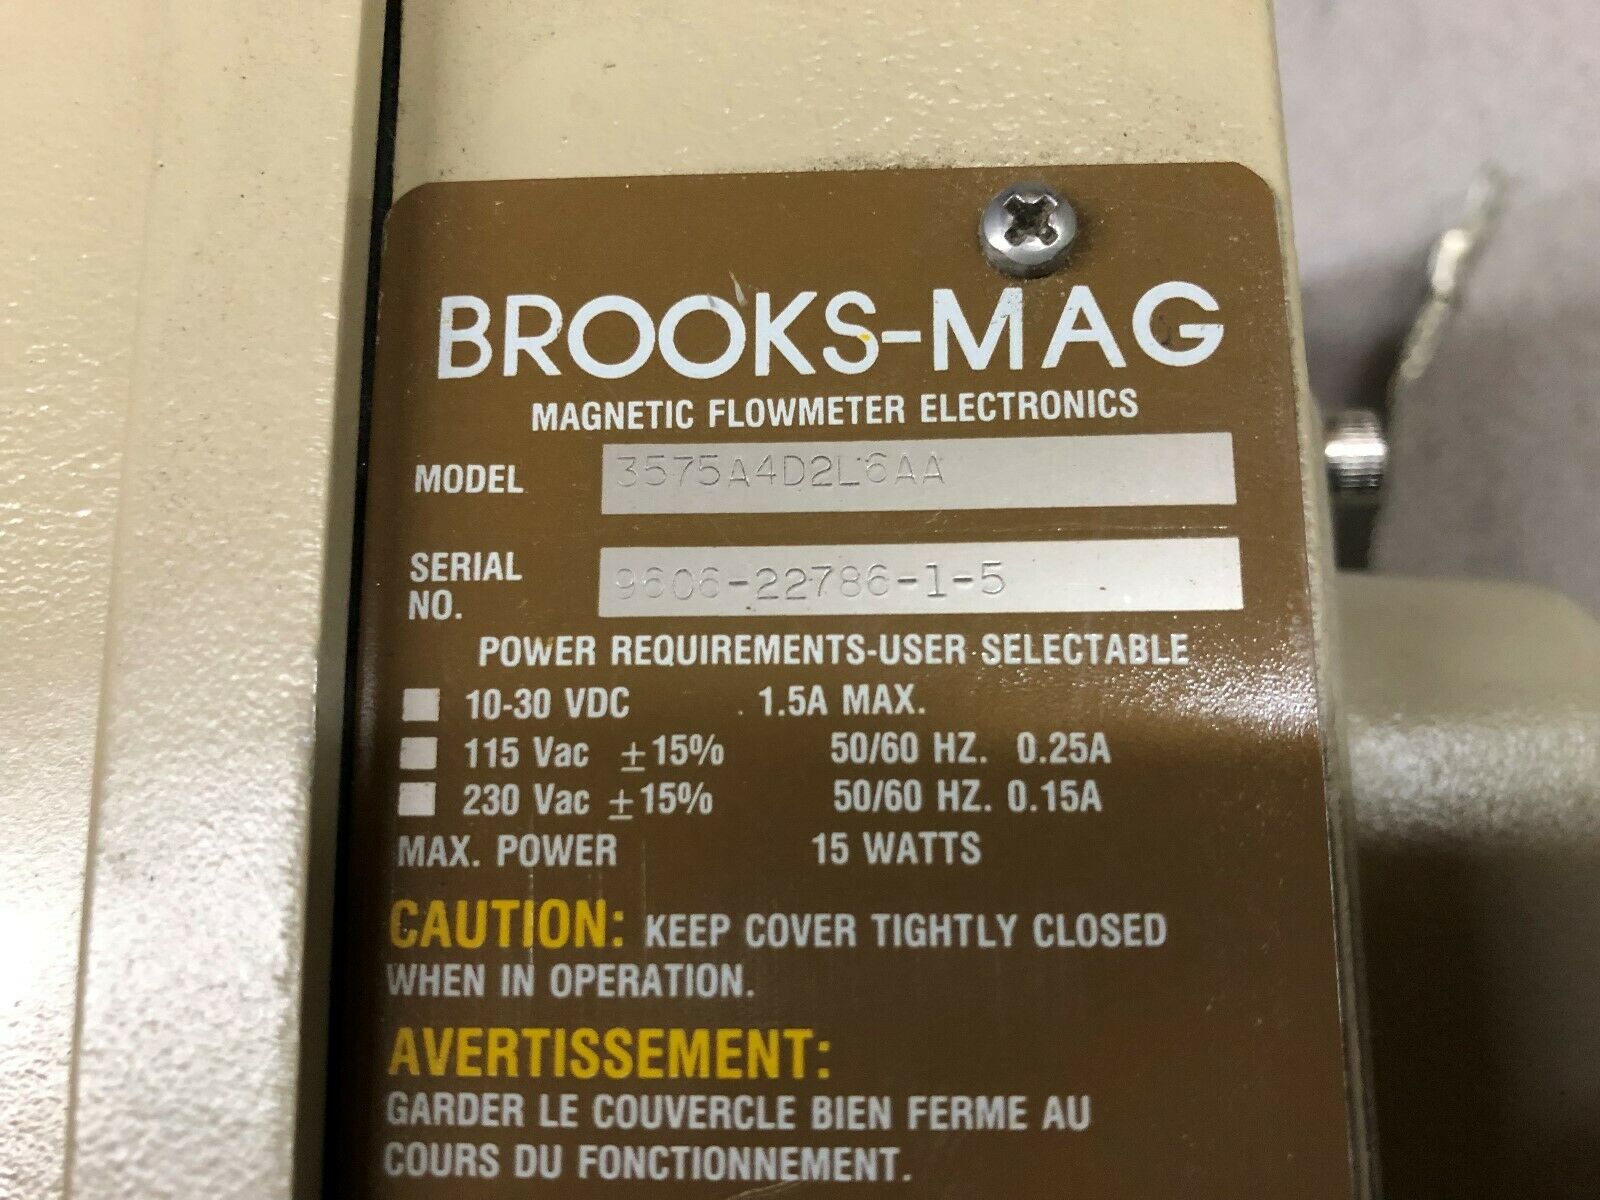 BROOKS-MAG
MAGNETIC FLOWMETER ELECTRONICS
MODEL 3575A4D2L6AA
SERIAL NO. 9606-22786-1-5
POWER REQUIREMENTS-USER SELECTABLE
10-30 VDC 1.5A MAX.
115 Vac ±15% 50/60 HZ. 0.25A
230 Vac ±15% 50/60 HZ. 0.15A
MAX. POWER 15 WATTS
CAUTION: KEEP COVER TIGHTLY CLOSED
WHEN IN OPERATION.
AVERTISSEMENT:
GARDER LE COUVERCLE BIEN FERME AU
COURS DU FONCTIONNEMENT.